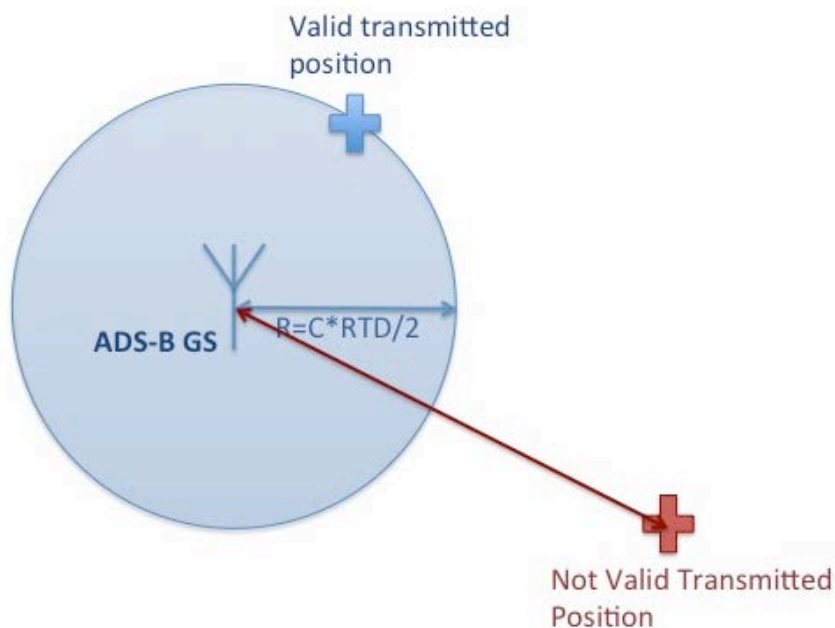 Valid transmitted
position
R=C*RTD/2
ADS-B GS
Not Valid Transmitted
Position